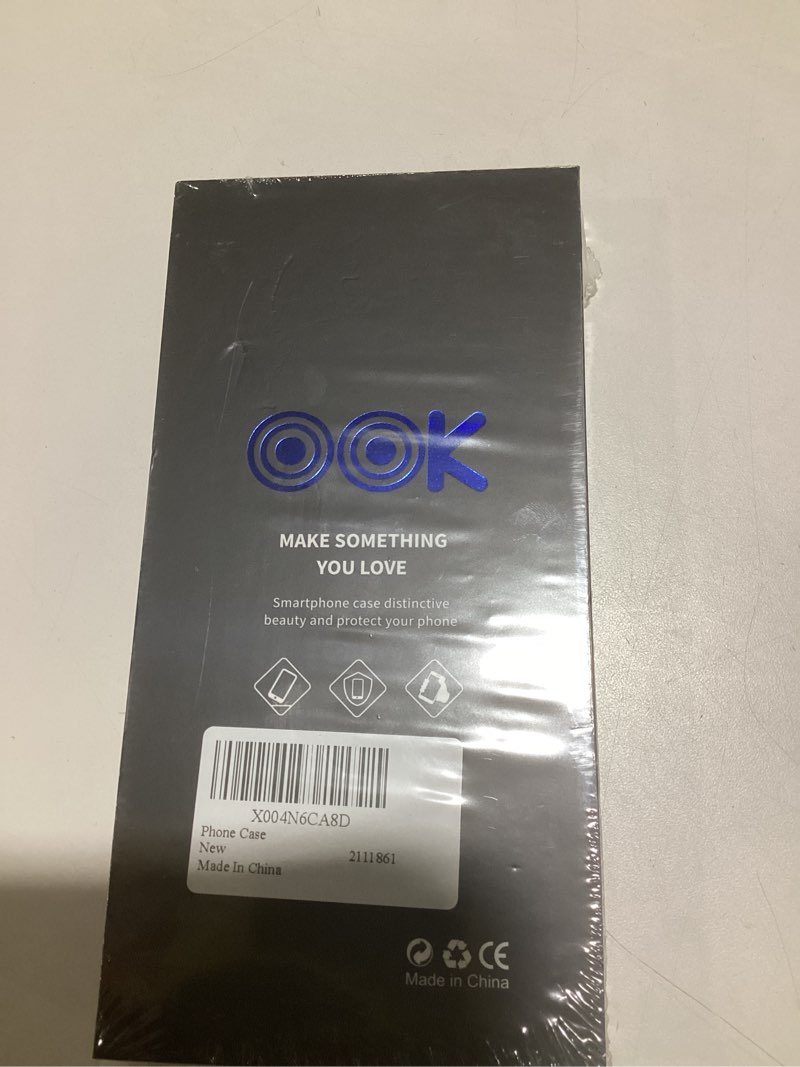 OOK
MAKE SOMETHING
YOU LOVE
Smartphone case distinctive
beauty and protect your phone
X004N6CA8D
Phone Case
New
2111861
Made In China
CE
Made in China